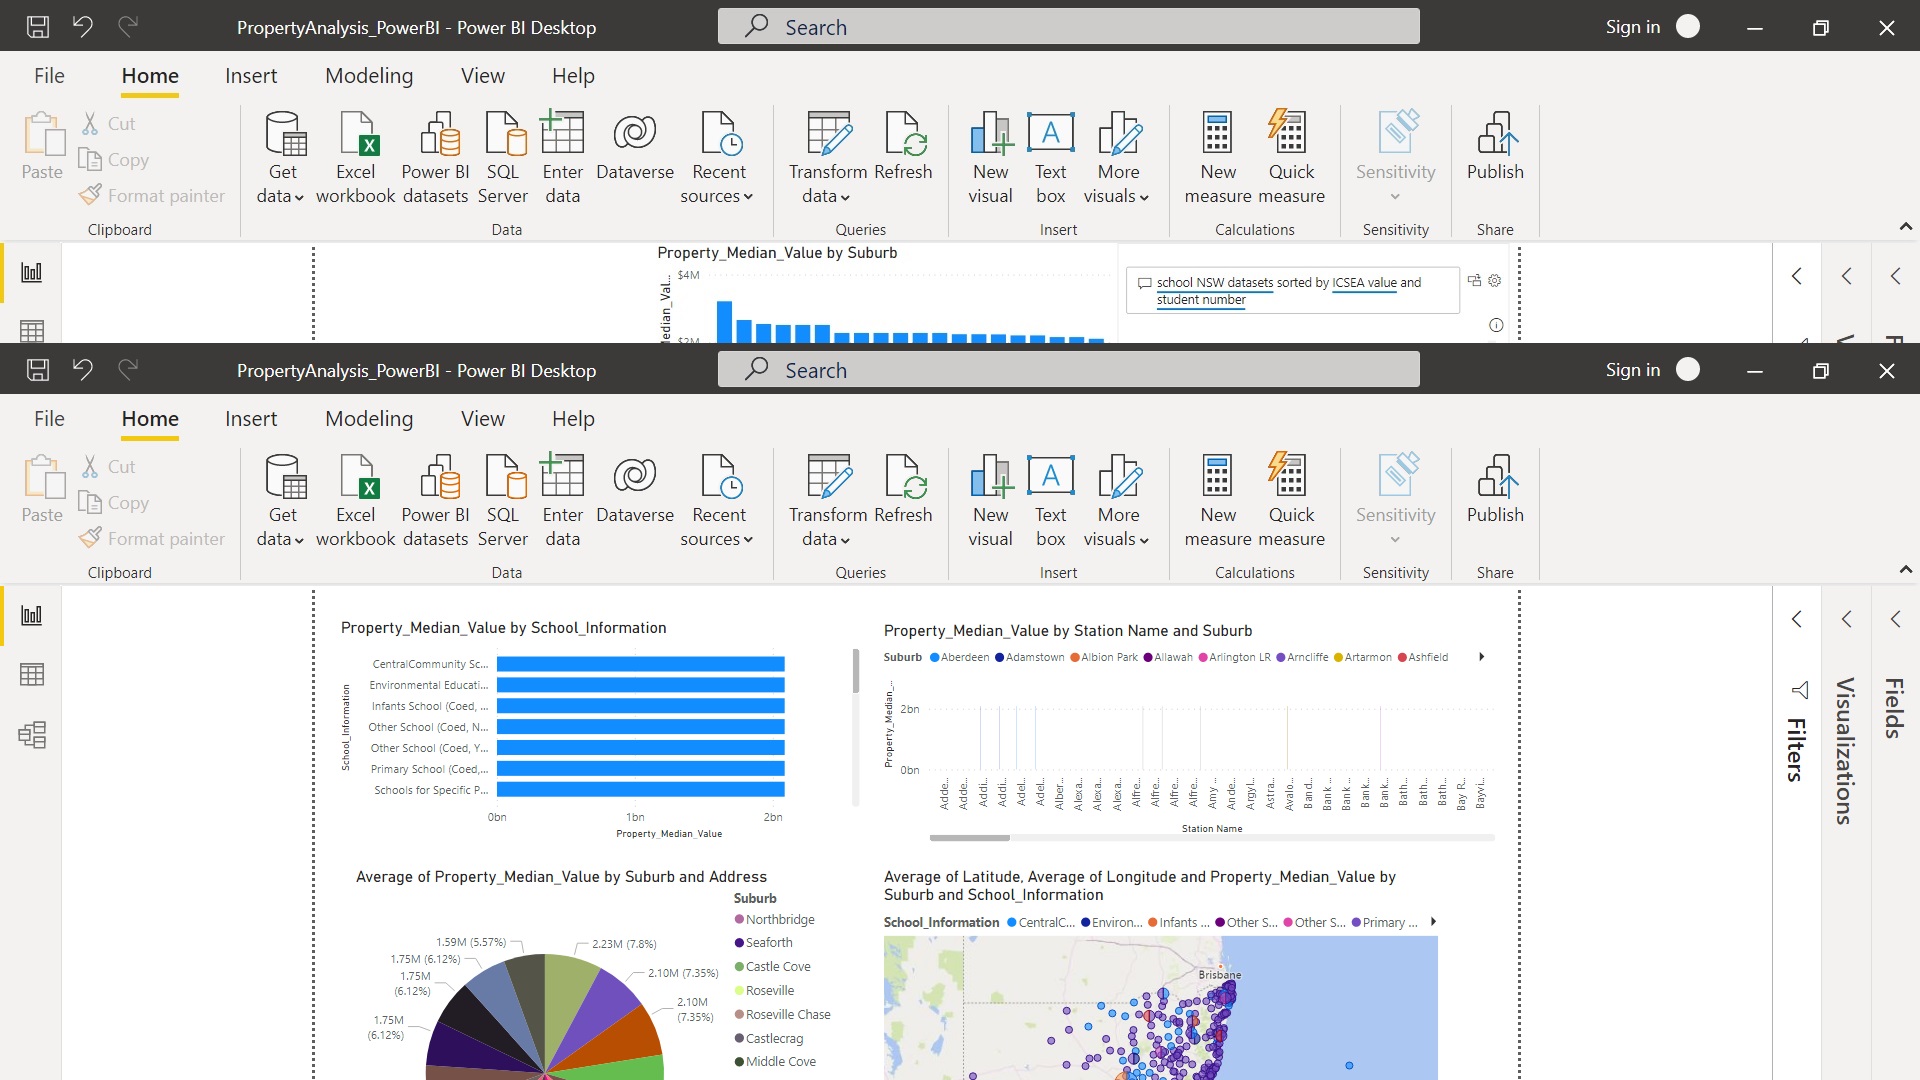 PropertyAnalysis_PowerBI - Power BI Desktop
Search
Sign in
File Home Insert Modeling View Help
Paste
Cut
Copy
Format painter
Clipboard
Get data
Excel workbook
Power BI datasets
SQL Server
Enter data
Dataverse
Recent sources
Data
Transform data
Refresh
Queries
New visual
Text box
More visuals
Insert
New measure
Quick measure
Calculations
Sensitivity
Sensitivity
Publish
Share
Property_Median_Value by Suburb
$4M
school NSW datasets sorted by ICSEA value and
student number
PropertyAnalysis_PowerBI - Power BI Desktop
Search
Sign in
File Home Insert Modeling View Help
Paste
Cut
Copy
Format painter
Clipboard
Get data
Excel workbook
Power BI datasets
SQL Server
Enter data
Dataverse
Recent sources
Data
Transform data
Refresh
Queries
New visual
Text box
More visuals
Insert
New measure
Quick measure
Calculations
Sensitivity
Sensitivity
Publish
Share
Filters
Visualizations
Fields
Property_Median_Value by School_Information
School_Information
CentralCommunity Sc...
Environmental Educati...
Infants School (Coed, ...
Other School (Coed, N...
Other School (Coed, Y...
Primary School (Coed,...
Schools for Specific P...
0bn 1bn 2bn
Property_Median_Value
Property_Median_Value by Station Name and Suburb
Suburb Aberdeen Adamstown Albion Park Allawah Arlington LR Arncliffe Artarmon Ashfield
Property_Median_...
2bn
0bn
Adde... Adde... Addi... Addi... Adel... Adel... Alber... Alexa... Alexa... Alexa... Alfre... Alfre... Alfre... Alfre... Amy ... Ande... Argyl... Astra... Avalo... Band... Bank... Bank... Bank... Bank... Bath... Bath... Bath... Bay R... Bayvi...
Station Name
Average of Property_Median_Value by Suburb and Address
1.59M (5.57%)
1.75M (6.12%)
1.75M
(6.12%)
1.75M
(6.12%)
2.23M (7.8%)
2.10M (7.35%)
2.10M
(7.35%)
Suburb
Northbridge
Seaforth
Castle Cove
Roseville
Roseville Chase
Castlecrag
Middle Cove
Average of Latitude, Average of Longitude and Property_Median_Value by
Suburb and School_Information
School_Information CentralC... Environ... Infants ... Other S... Other S... Primary ...
Brisbane